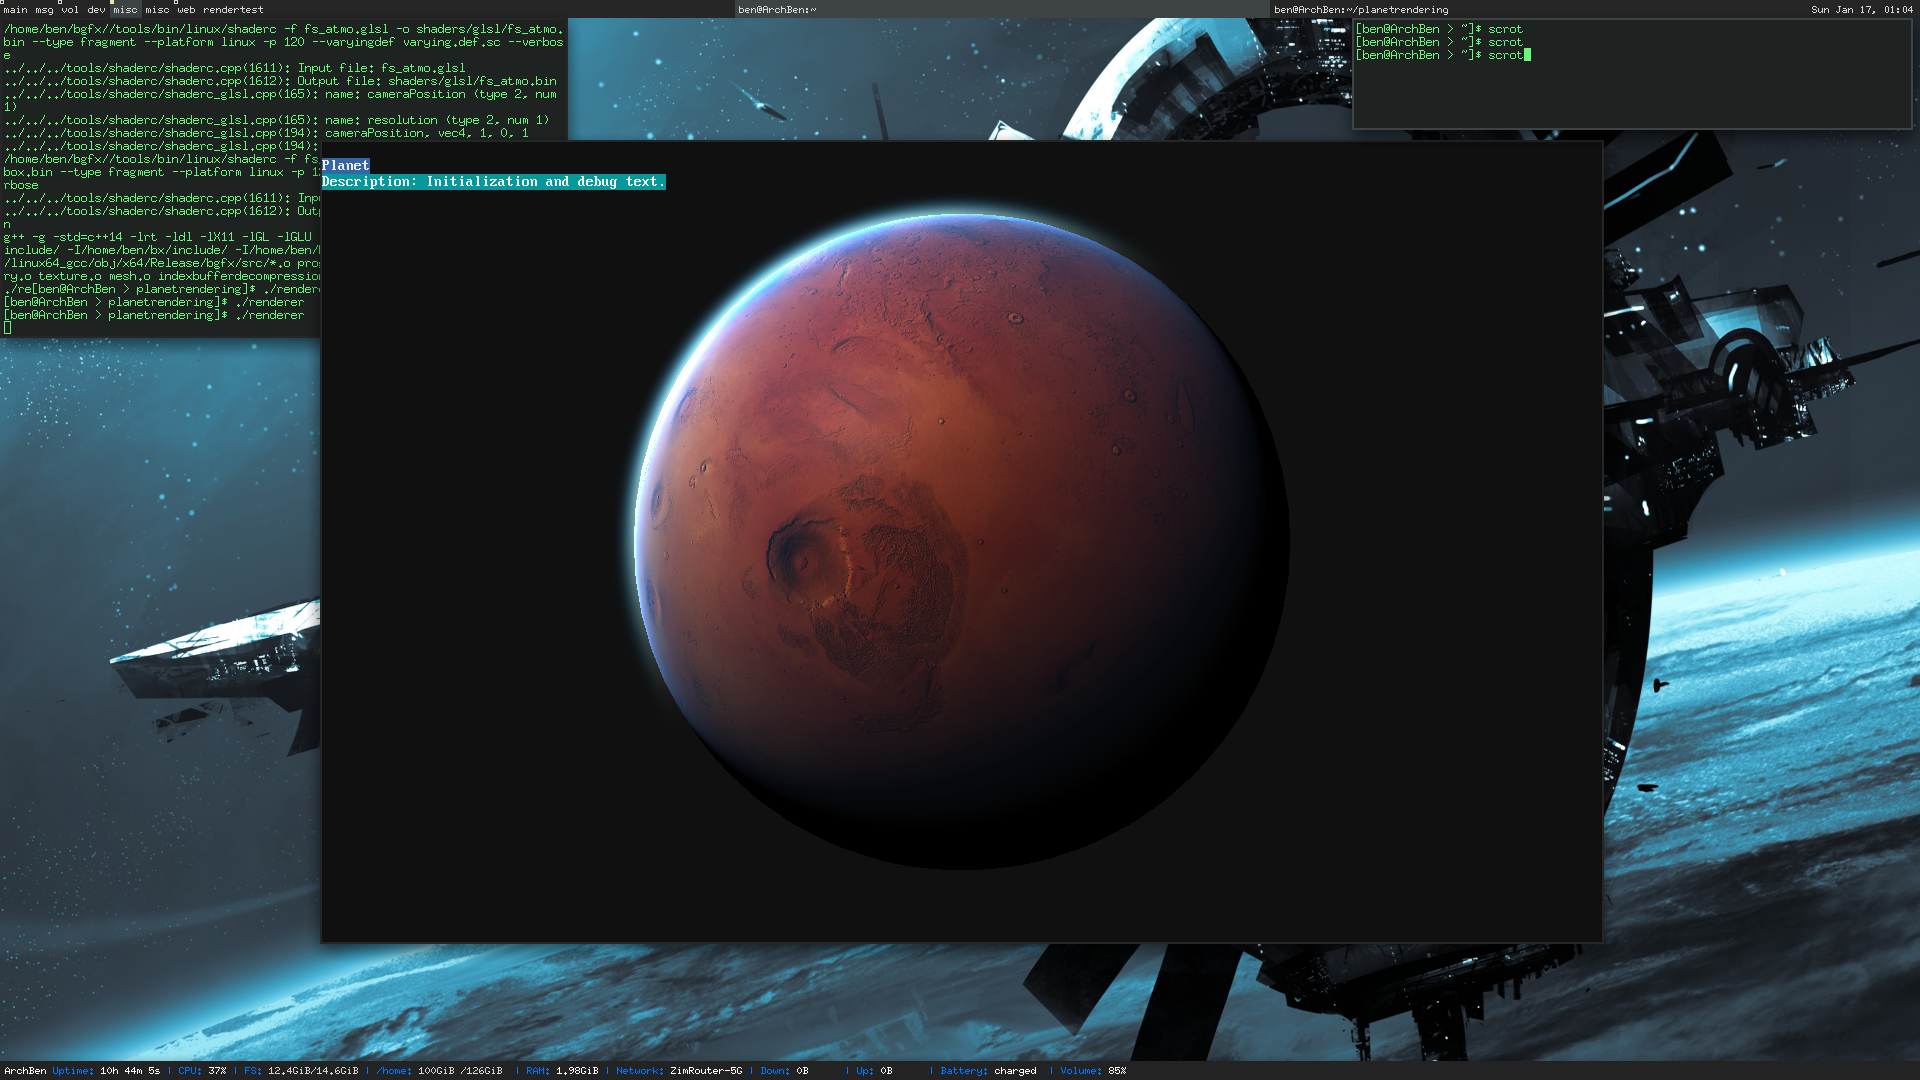 main msg vol dev misc misc web rendertest
ben@ArchBen:~
ben@ArchBen:~/planetrendering
Sun Jan 17, 01:04
/home/ben/bgfx//tools/bin/linux/shaderc -f fs_atmo.glsl -o shaders/glsl/fs_atmo.
bin --type fragment --platform linux -p 120 --varyingdef varying.def.sc --verbos
e
../../../tools/shaderc/shaderc.cpp(1611): Input file: fs_atmo.glsl
../../../tools/shaderc/shaderc.cpp(1612): Output file: shaders/glsl/fs_atmo.bin
../../../tools/shaderc/shaderc_glsl.cpp(165): name: cameraPosition (type 2, num
1)
../../../tools/shaderc/shaderc_glsl.cpp(165): name: resolution (type 2, num 1)
../../../tools/shaderc/shaderc_glsl.cpp(194): cameraPosition, vec4, 1, 0, 1
../../../tools/shaderc/shaderc_glsl.cpp(194):
/home/ben/bgfx//tools/bin/linux/shaderc -f fs_
box.bin --type fragment --platform linux -p 12
rbose
../../../tools/shaderc/shaderc.cpp(1611): Inpu
../../../tools/shaderc/shaderc.cpp(1612): Outp
n
g++ -g -std=c++14 -lrt -ldl -lX11 -lGL -lGLU
include/ -I/home/ben/bx/include/ -I/home/ben/
/linux64_gcc/obj/x64/Release/bgfx/src/*.o pro
ry.o texture.o mesh.o indexbufferdecompression
./re[ben@ArchBen > planetrendering]$ ./rendere
[ben@ArchBen > planetrendering]$ ./renderer
[ben@ArchBen > planetrendering]$ ./renderer
[ben@ArchBen > ~]$ scrot
[ben@ArchBen > ~]$ scrot
[ben@ArchBen > ~]$ scrot
Planet
Description: Initialization and debug text.
ArchBen Uptime: 10h 44m 5s | CPU: 37% | FS: 12.4GiB/14.6GiB | /home: 100GiB /126GiB | RAM: 1.98GiB | Network: ZimRouter-5G | Down: 0B | Up: 0B | Battery: charged | Volume: 85%